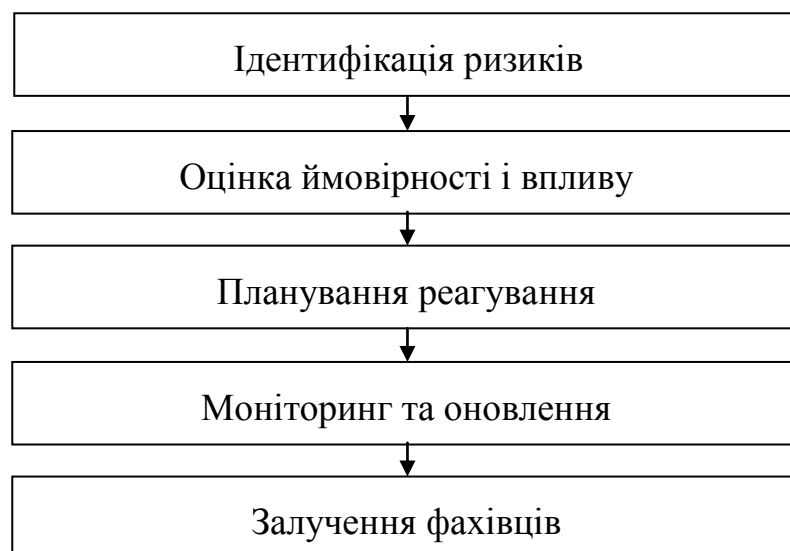 Ідентифікація ризиків
Оцінка ймовірності і впливу
Планування реагування
Моніторинг та оновлення
Залучення фахівців